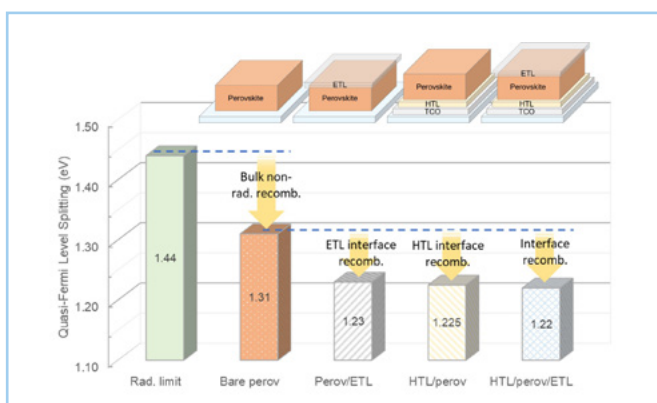 ETL
ETL
Perovskite
Perovskite
Perovskite
Perovskite
HTL
HTL
TCO
TCO
1.50
1.40
1.30
1.20
1.10
Quasi-Fermi Level Splitting (eV)
Bulk non-
rad. recomb.
ETL interface
recomb.
HTL interface
recomb.
Interface
recomb.
1.44
1.31
1.23
1.225
1.22
Rad. limit
Bare perov
Perov/ETL
HTL/perov
HTL/perov/ETL